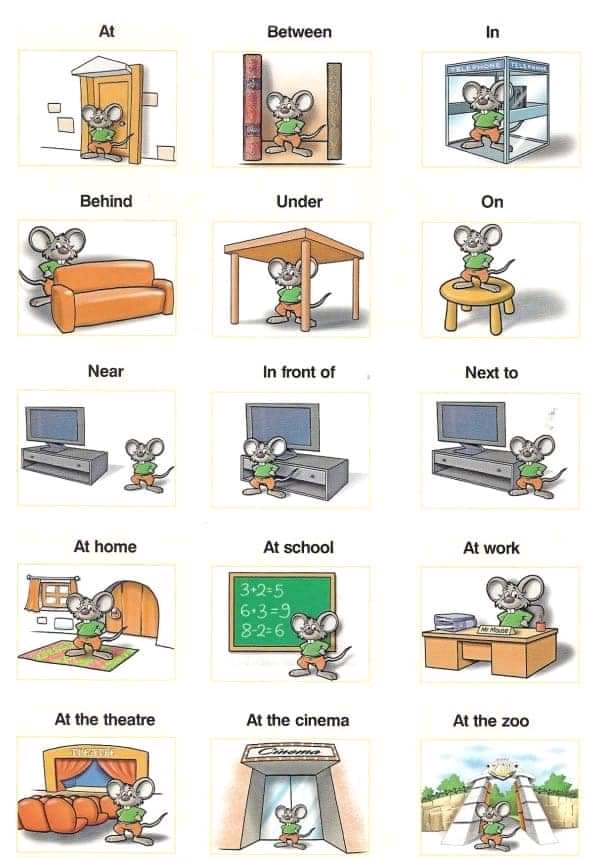 At
Between
In
TELEPHONE TELEPHONE
Behind
Under
On
Near
In front of
Next to
At home
At school
At work
3+2=5
6+3=9
8-2=6
Mr Mouse
At the theatre
At the cinema
At the zoo
THEATRE
Cinema